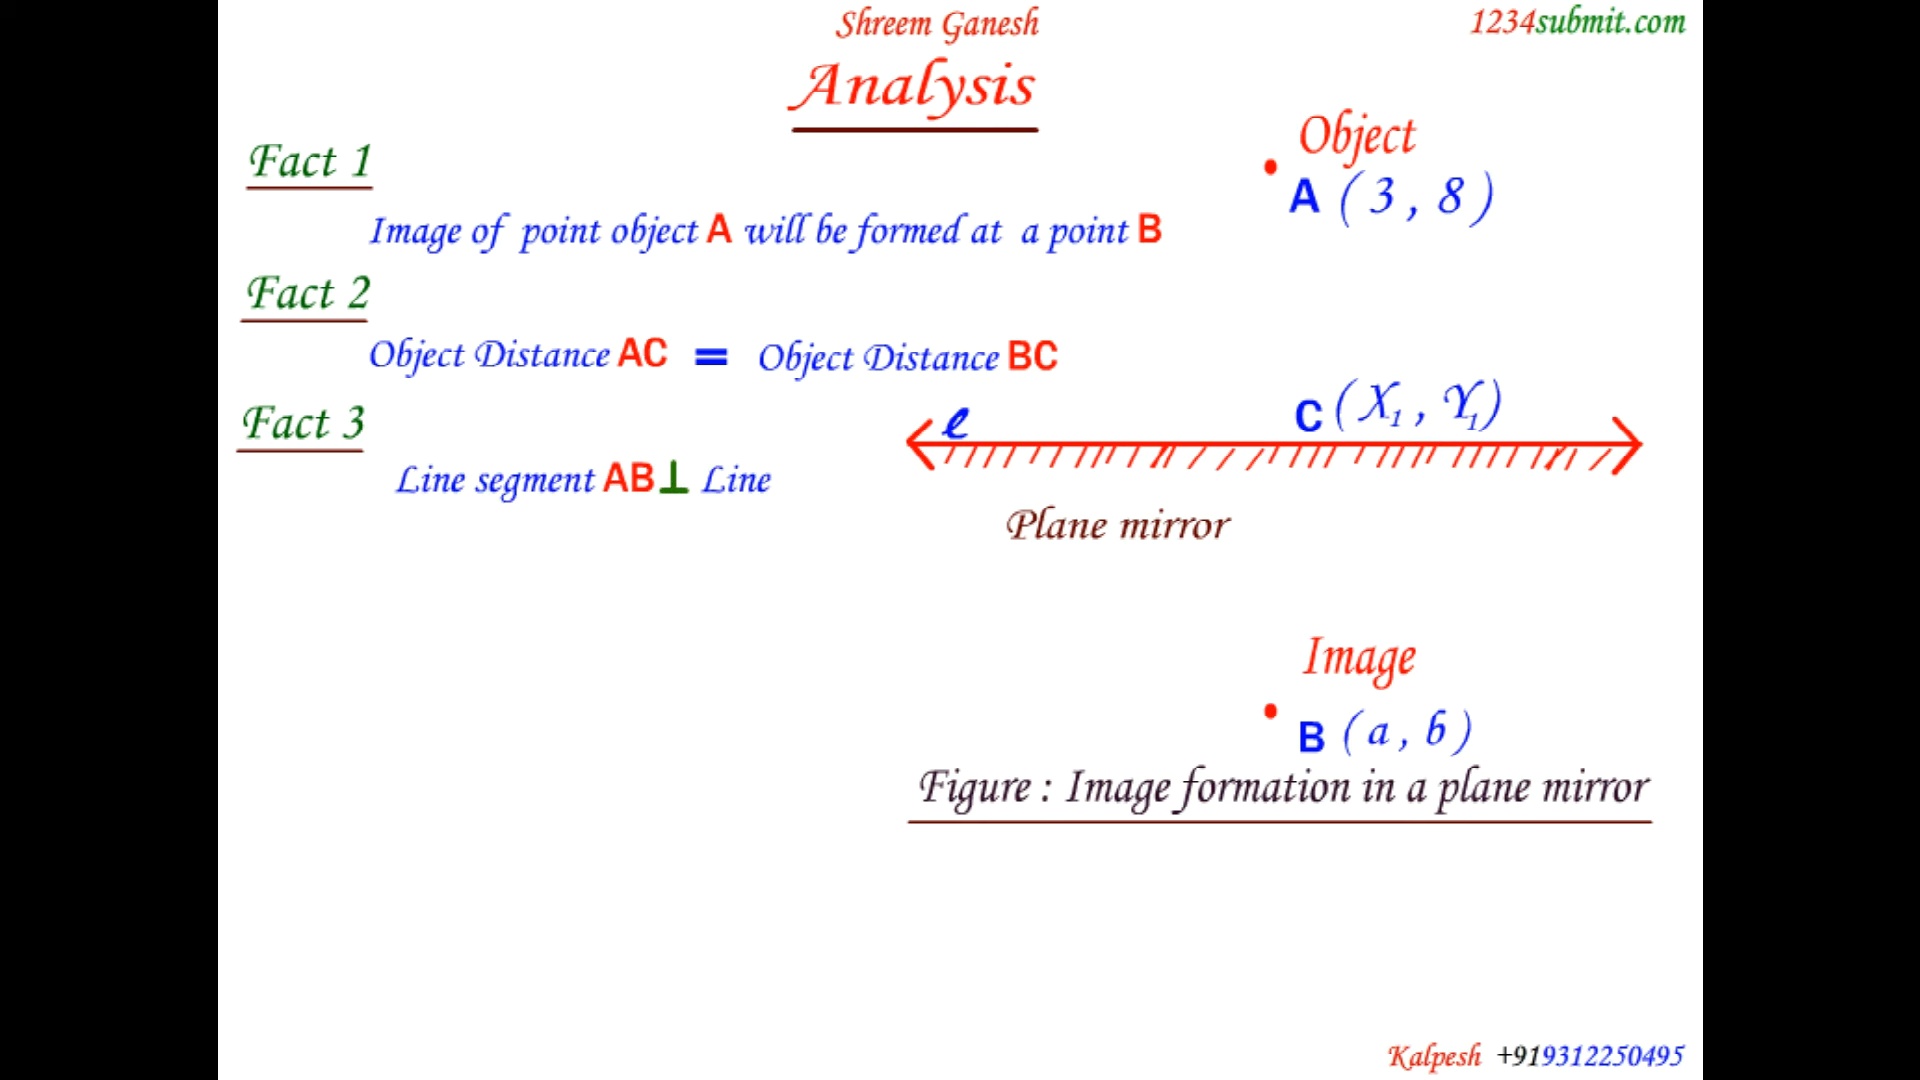 Shreem Ganesh
1234submit.com
Analysis
Object
A ( 3 , 8 )
Fact 1
Image of point object A will be formed at a point B
Fact 2
Object Distance AC = Object Distance BC
Fact 3
Line segment AB ⊥ Line
ℓ
C ( X₁ , Y₁ )
Plane mirror
Image
B ( a , b )
Figure : Image formation in a plane mirror
Kalpesh +919312250495